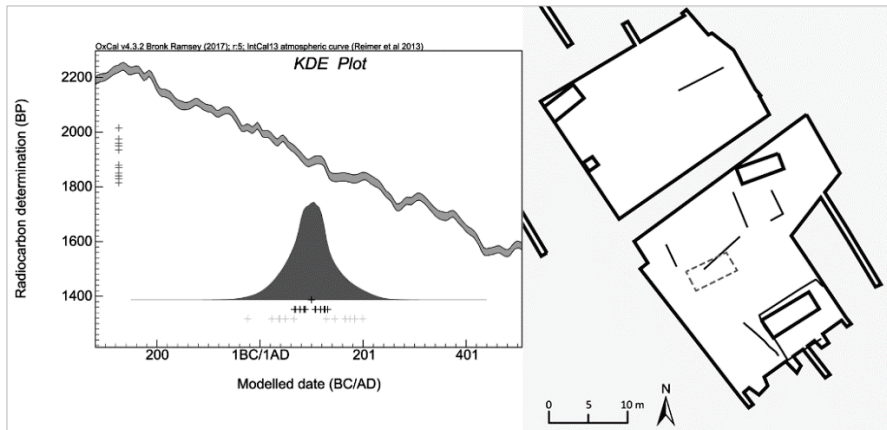 OxCal v4.3.2 Bronk Ramsey (2017); r:5; IntCal13 atmospheric curve (Reimer et al 2013)
KDE Plot
Radiocarbon determination (BP)
2200
2000
1800
1600
1400
200 1BC/1AD 201 401
Modelled date (BC/AD)
0 5 10 m
N